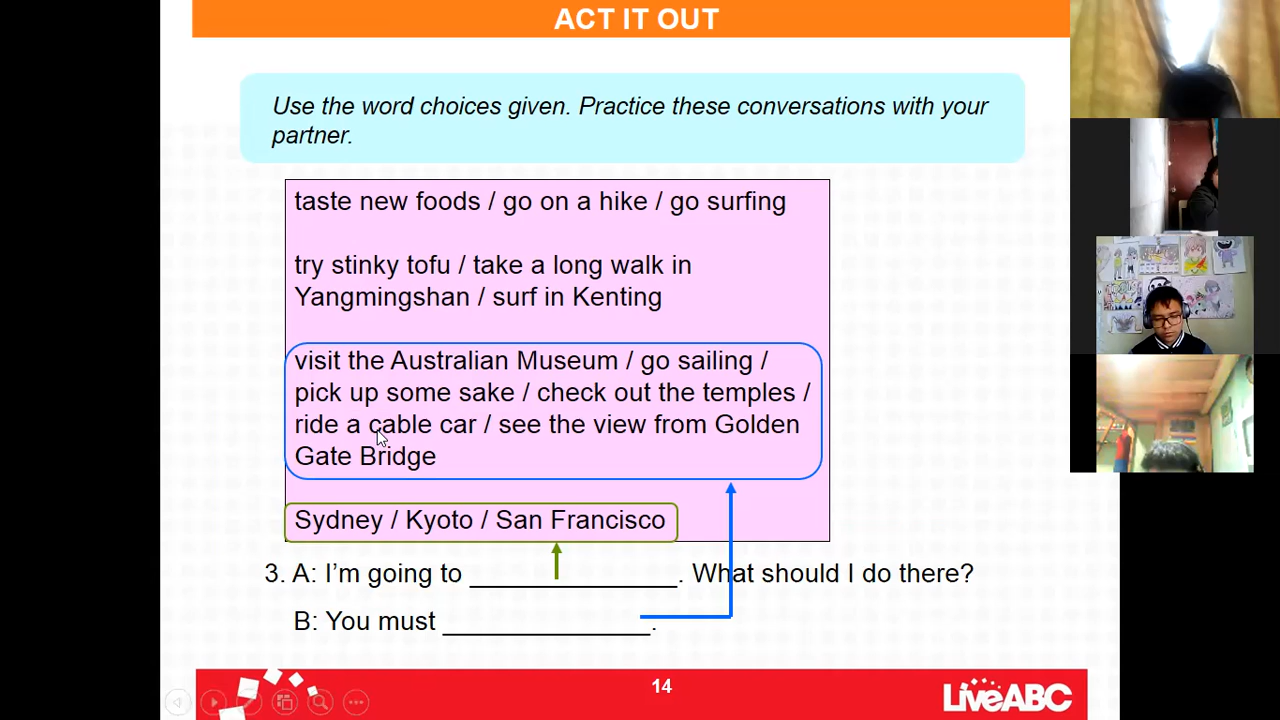 ACT IT OUT
Use the word choices given. Practice these conversations with your
partner.
taste new foods / go on a hike / go surfing
try stinky tofu / take a long walk in
Yangmingshan / surf in Kenting
visit the Australian Museum / go sailing /
pick up some sake / check out the temples /
ride a cable car / see the view from Golden
Gate Bridge
Sydney / Kyoto / San Francisco
3. A: I’m going to _______________. What should I do there?
B: You must _______________.
14
LiveABC